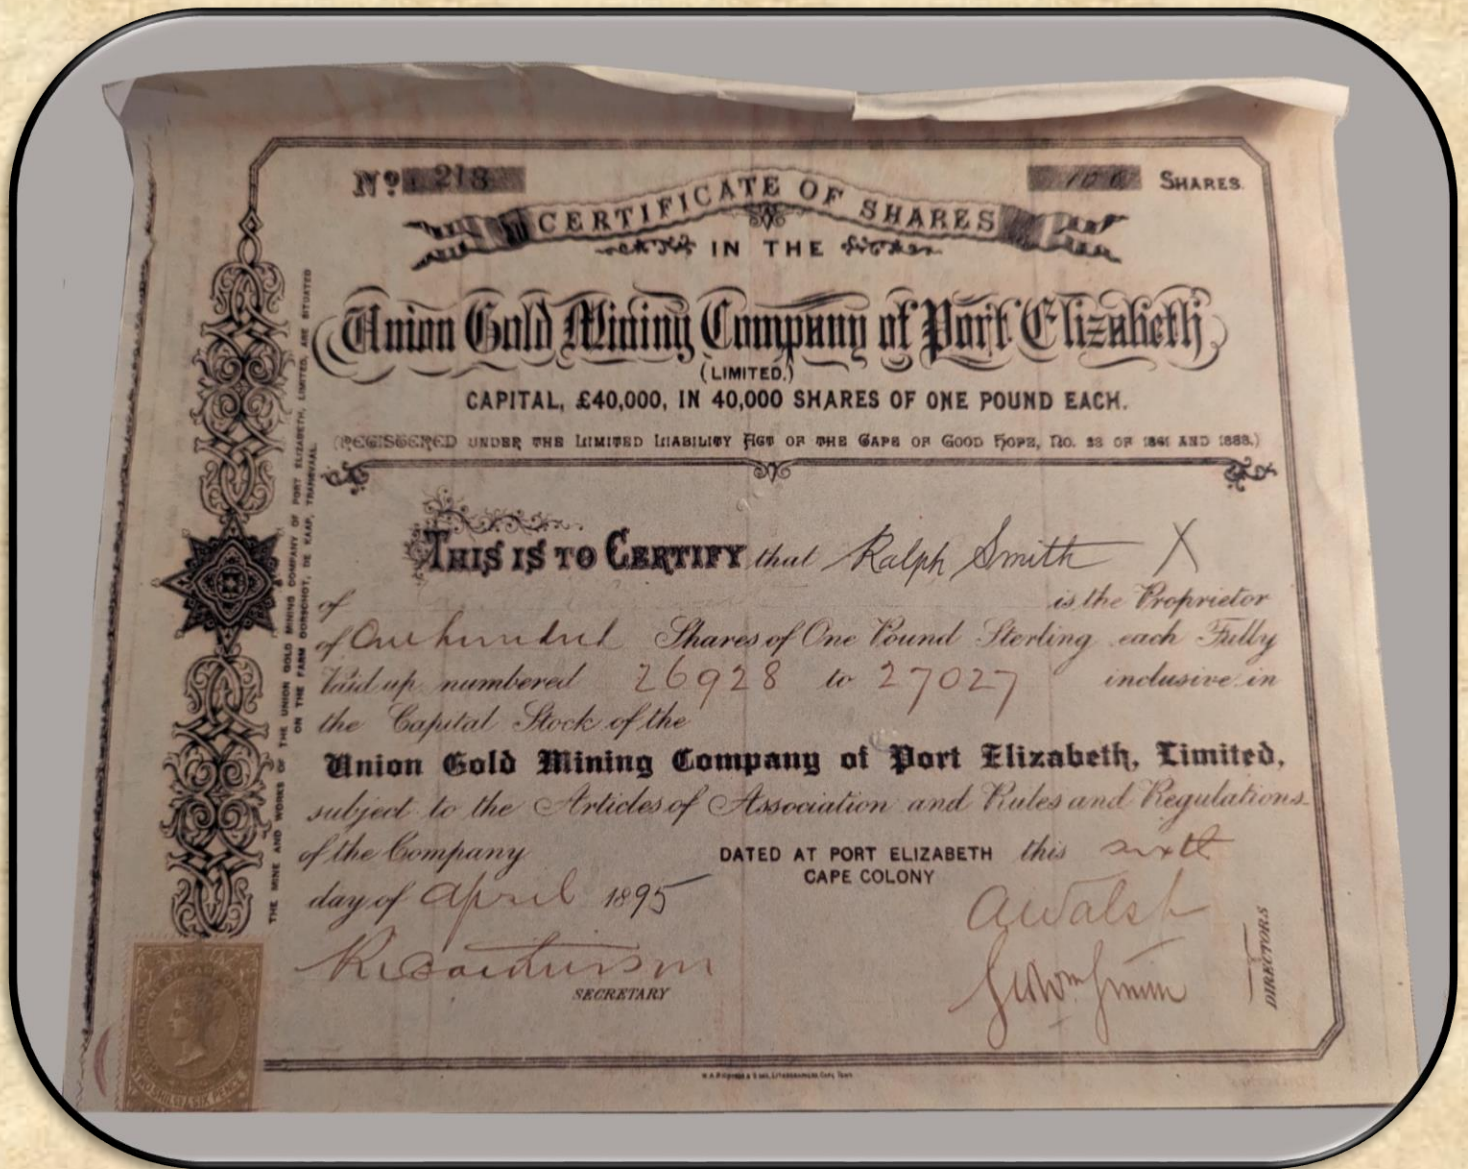 No 218
100 SHARES.
CERTIFICATE OF SHARES
IN THE
Union Gold Mining Company of Port Elizabeth
(LIMITED.)
CAPITAL, £40,000, IN 40,000 SHARES OF ONE POUND EACH.
(REGISTERED UNDER THE LIMITED LIABILITY ACT OF THE CAPE OF GOOD HOPE, No. 23 OF 1861 AND 1888.)
THIS IS TO CERTIFY that Ralph Smith X
of is the Proprietor
of One hundred Shares of One Pound Sterling each Fully
Paid up numbered 26928 to 27027 inclusive in
the Capital Stock of the
Union Gold Mining Company of Port Elizabeth, Limited,
subject to the Articles of Association and Rules and Regulations
of the Company DATED AT PORT ELIZABETH this sixth
CAPE COLONY
day of April 1895
A Walsh
SECRETARY
DIRECTORS
THE MINE AND WORKS OF THE UNION GOLD MINING COMPANY OF PORT ELIZABETH, LIMITED, ARE SITUATED
ON THE FARM DORSCHOT, DE KAAP, TRANSVAAL.
TWO SHILLS & SIX PENCE